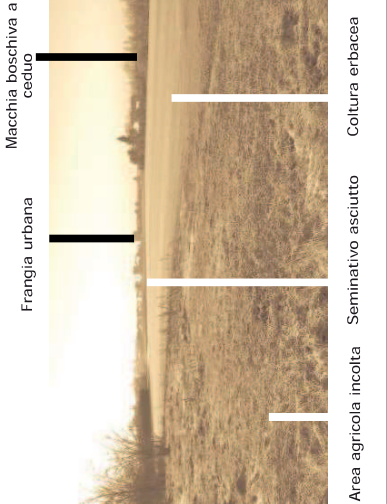 Frangia urbana
Macchia boschiva a
ceduo
Area agricola incolta
Seminativo asciutto
Coltura erbacea